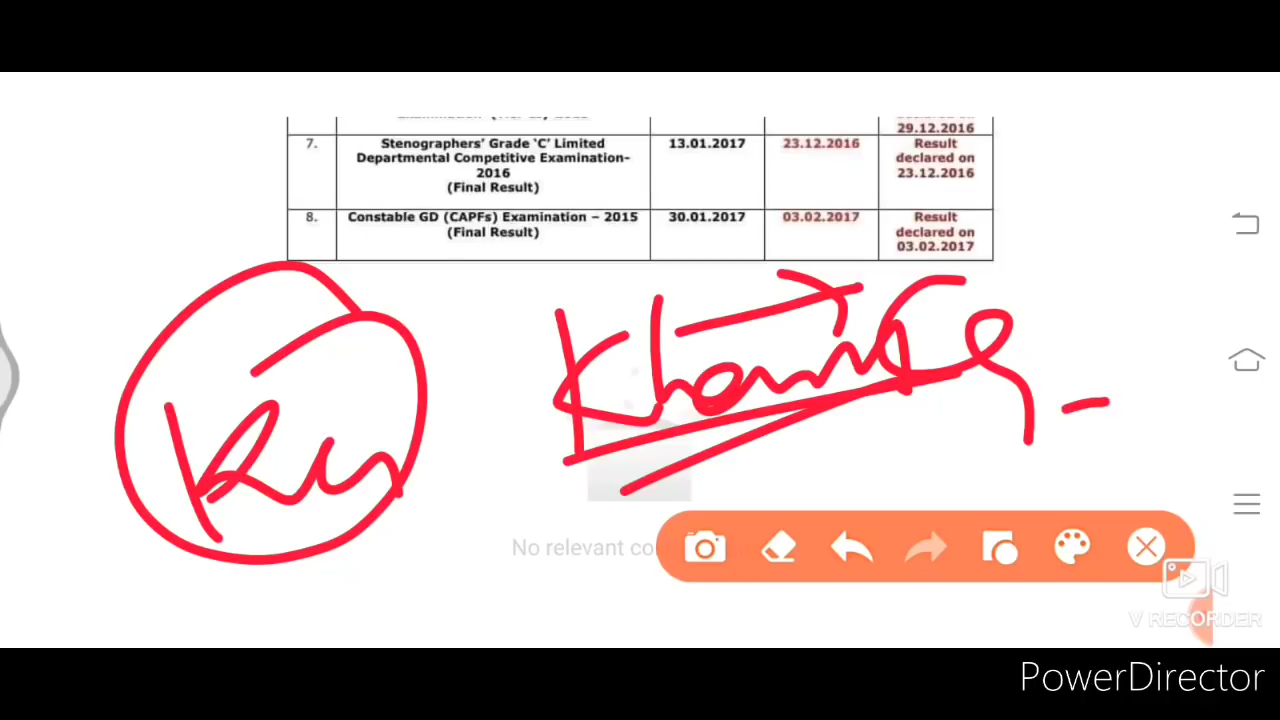 29.12.2016
7. Stenographers' Grade 'C' Limited Departmental Competitive Examination-2016 (Final Result) 13.01.2017 23.12.2016 Result declared on 23.12.2016
8. Constable GD (CAPFs) Examination – 2015 (Final Result) 30.01.2017 03.02.2017 Result declared on 03.02.2017
No relevant co
V RECORDER
PowerDirector